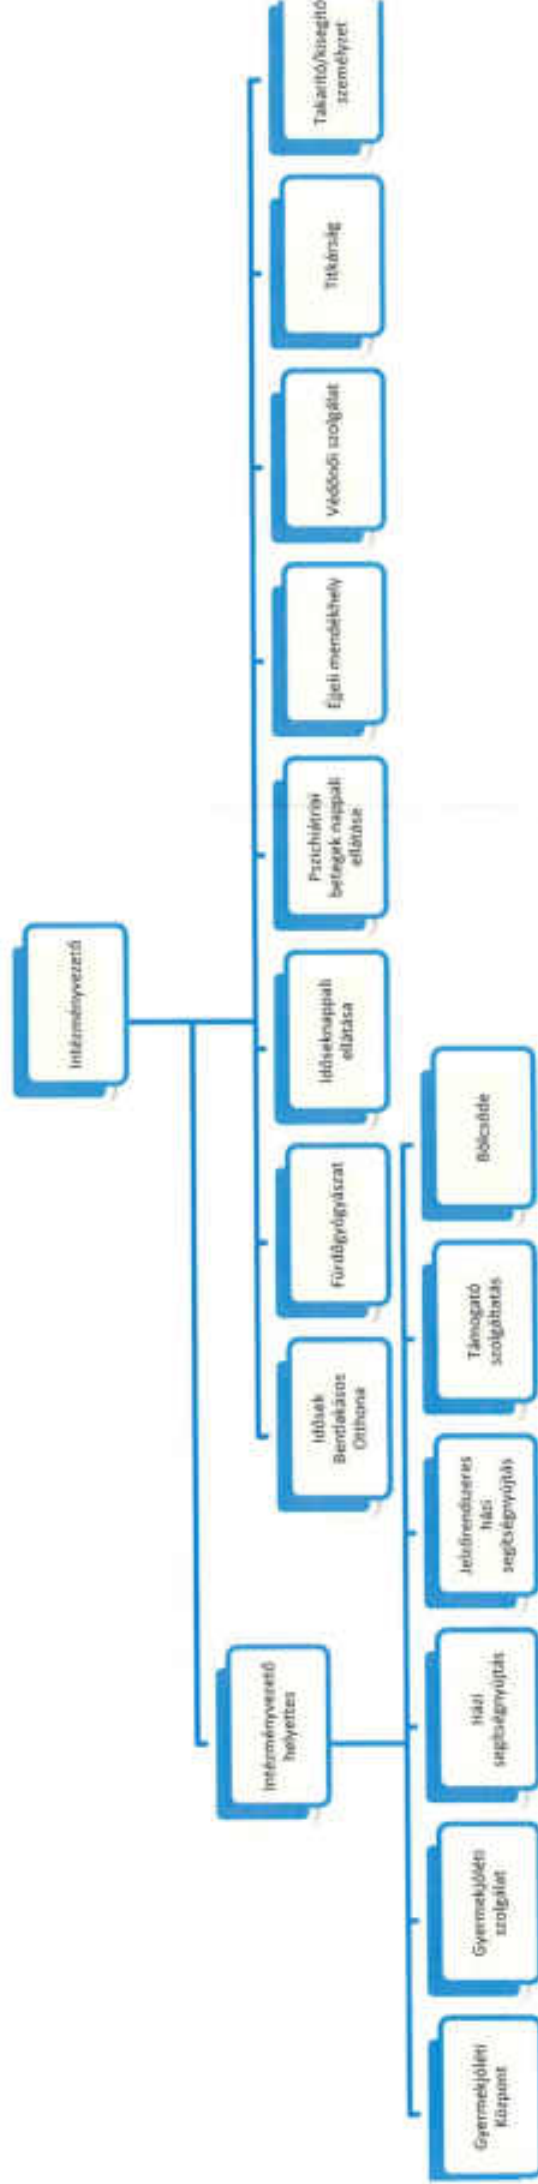 Intézményvezető
Intézményvezető
helyettes
Idősek
Bentlakásos
Otthona
Fürdőgyógyászat
Időseknappali
ellátása
Pszichiátriai
betegek nappali
ellátása
Éjjeli menedékhely
Védőnői szolgálat
Titkárság
Takarító/kisegítő
személyzet
Gyermekjóléti
Központ
Gyermekjóléti
szolgálat
Házi
segítségnyújtás
Jelzőrendszeres
házi
segítségnyújtás
Támogató
szolgáltatás
Bölcsőde